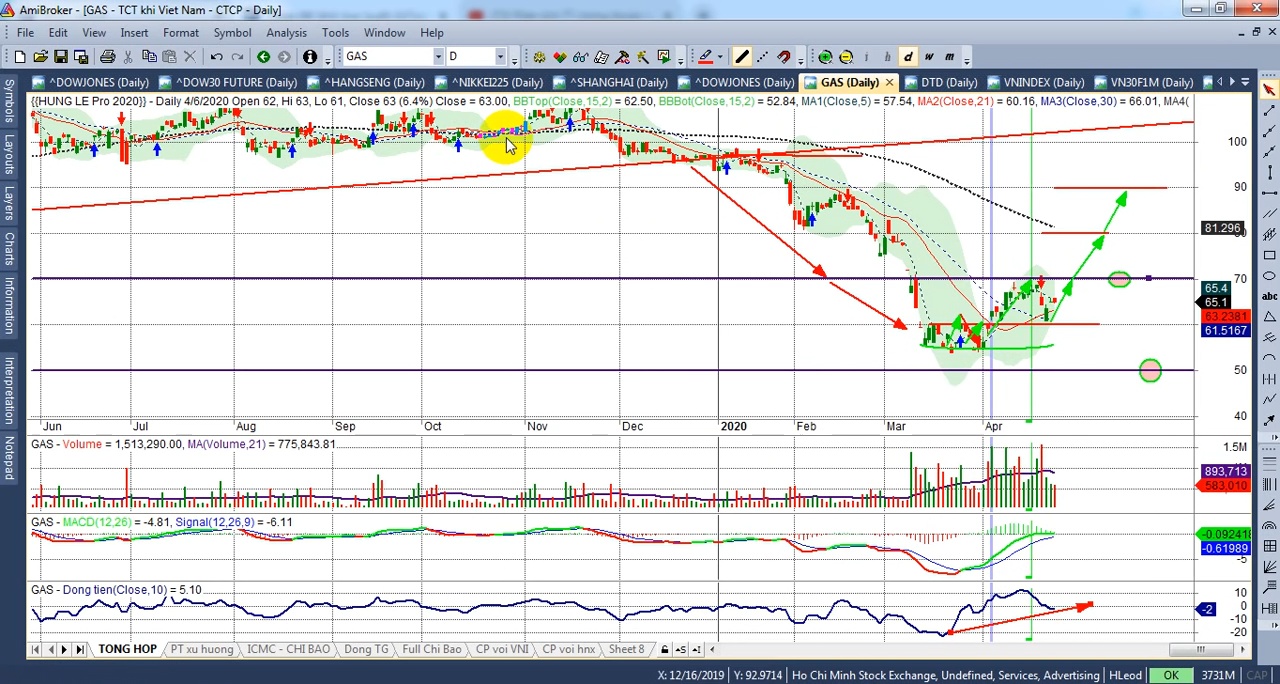 AmiBroker - [GAS - TCT khi Viet Nam - CTCP - Daily]
File Edit View Insert Format Symbol Analysis Tools Window Help
GAS D i h d w m
^DOWJONES (Daily) ^DOW30 FUTURE (Daily) ^HANGSENG (Daily) ^NIKKEI225 (Daily) ^SHANGHAI (Daily) ^DOWJONES (Daily) GAS (Daily) DTD (Daily) VNINDEX (Daily) VN30F1M (Daily)
{{HUNG LE Pro 2020}} - Daily 4/6/2020 Open 62, Hi 63, Lo 61, Close 63 (6.4%) Close = 63.00, BBTop(Close,15,2) = 62.50, BBBot(Close,15,2) = 52.84, MA1(Close,5) = 57.54, MA2(Close,21) = 60.16, MA3(Close,30) = 66.01, MA4(
Symbols
Layouts
Layers
Charts
Information
Interpretation
Notepad
100
90
81.296
80
70
65.4
65.1
63.2381
61.5167
50
40
Jun Jul Aug Sep Oct Nov Dec 2020 Feb Mar Apr
GAS - Volume = 1,513,290.00, MA(Volume,21) = 775,843.81
1.5M
893,713
583,010
GAS - MACD(12,26) = -4.81, Signal(12,26,9) = -6.11
-0.092418
-0.61989
-5
GAS - Dong tien(Close,10) = 5.10
10
0
-2
-10
-20
abc
TONG HOP PT xu huong ICMC - CHI BAO Dong TG Full Chi Bao CP voi VNI CP voi hnx Sheet 8
X: 12/16/2019 Y: 92.9714 Ho Chi Minh Stock Exchange, Undefined, Services, Advertising HLeod OK 3731M CAP